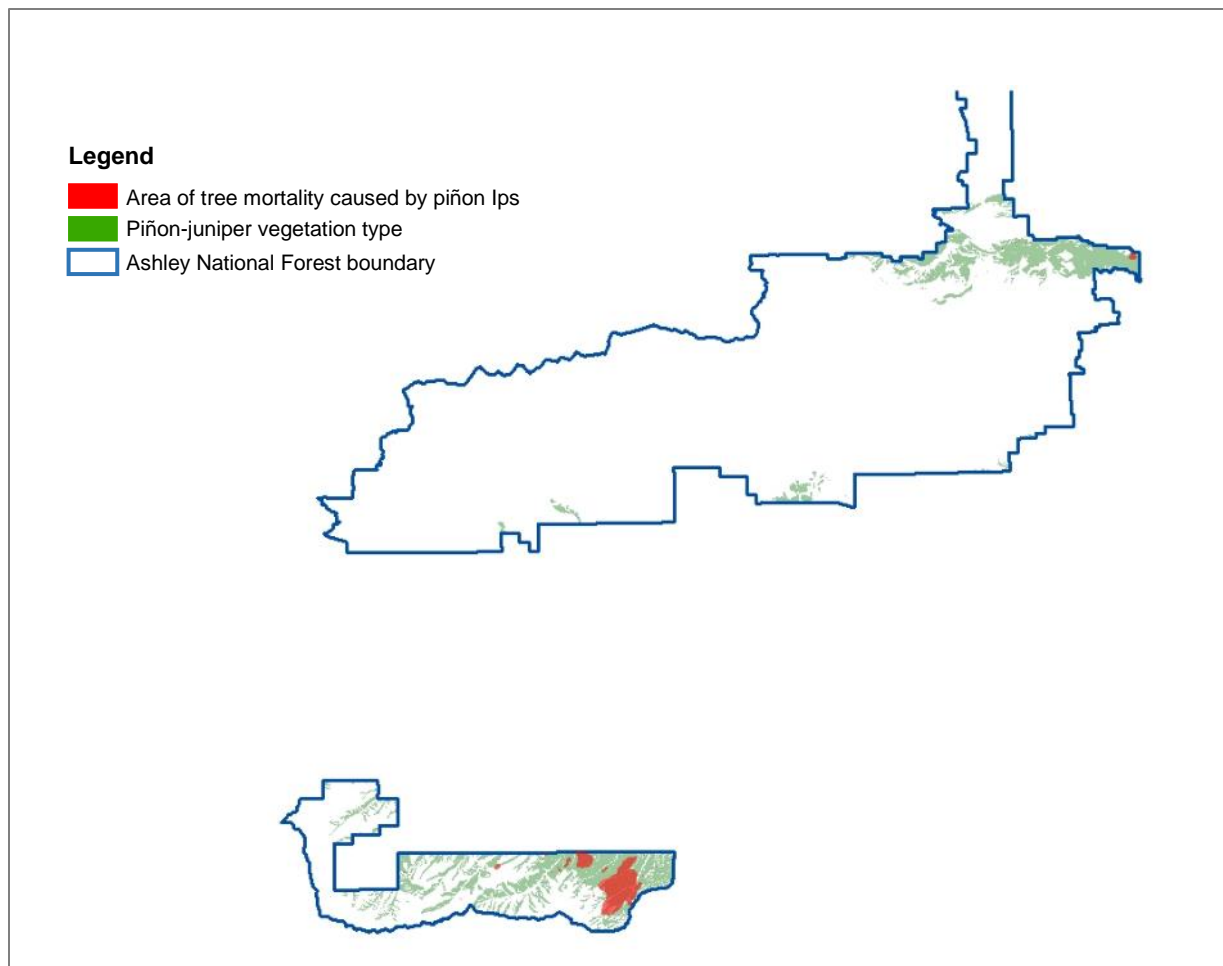 Legend
Area of tree mortality caused by piñon Ips
Piñon-juniper vegetation type
Ashley National Forest boundary